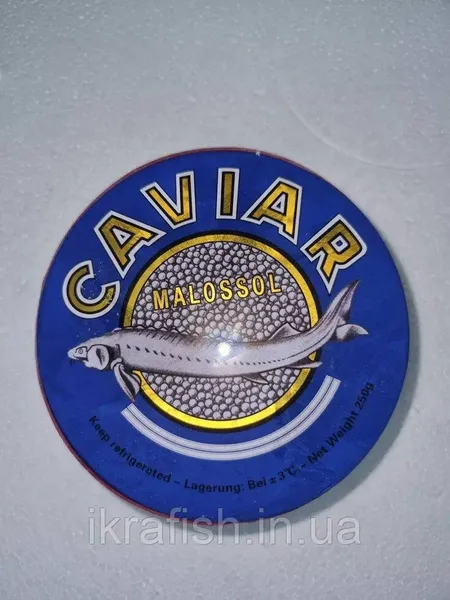 CAVIAR
MALOSSOL
Keep refrigerated - Lagerung: Bei ± 3°C - Net Weight 250g
ikrafish.in.ua